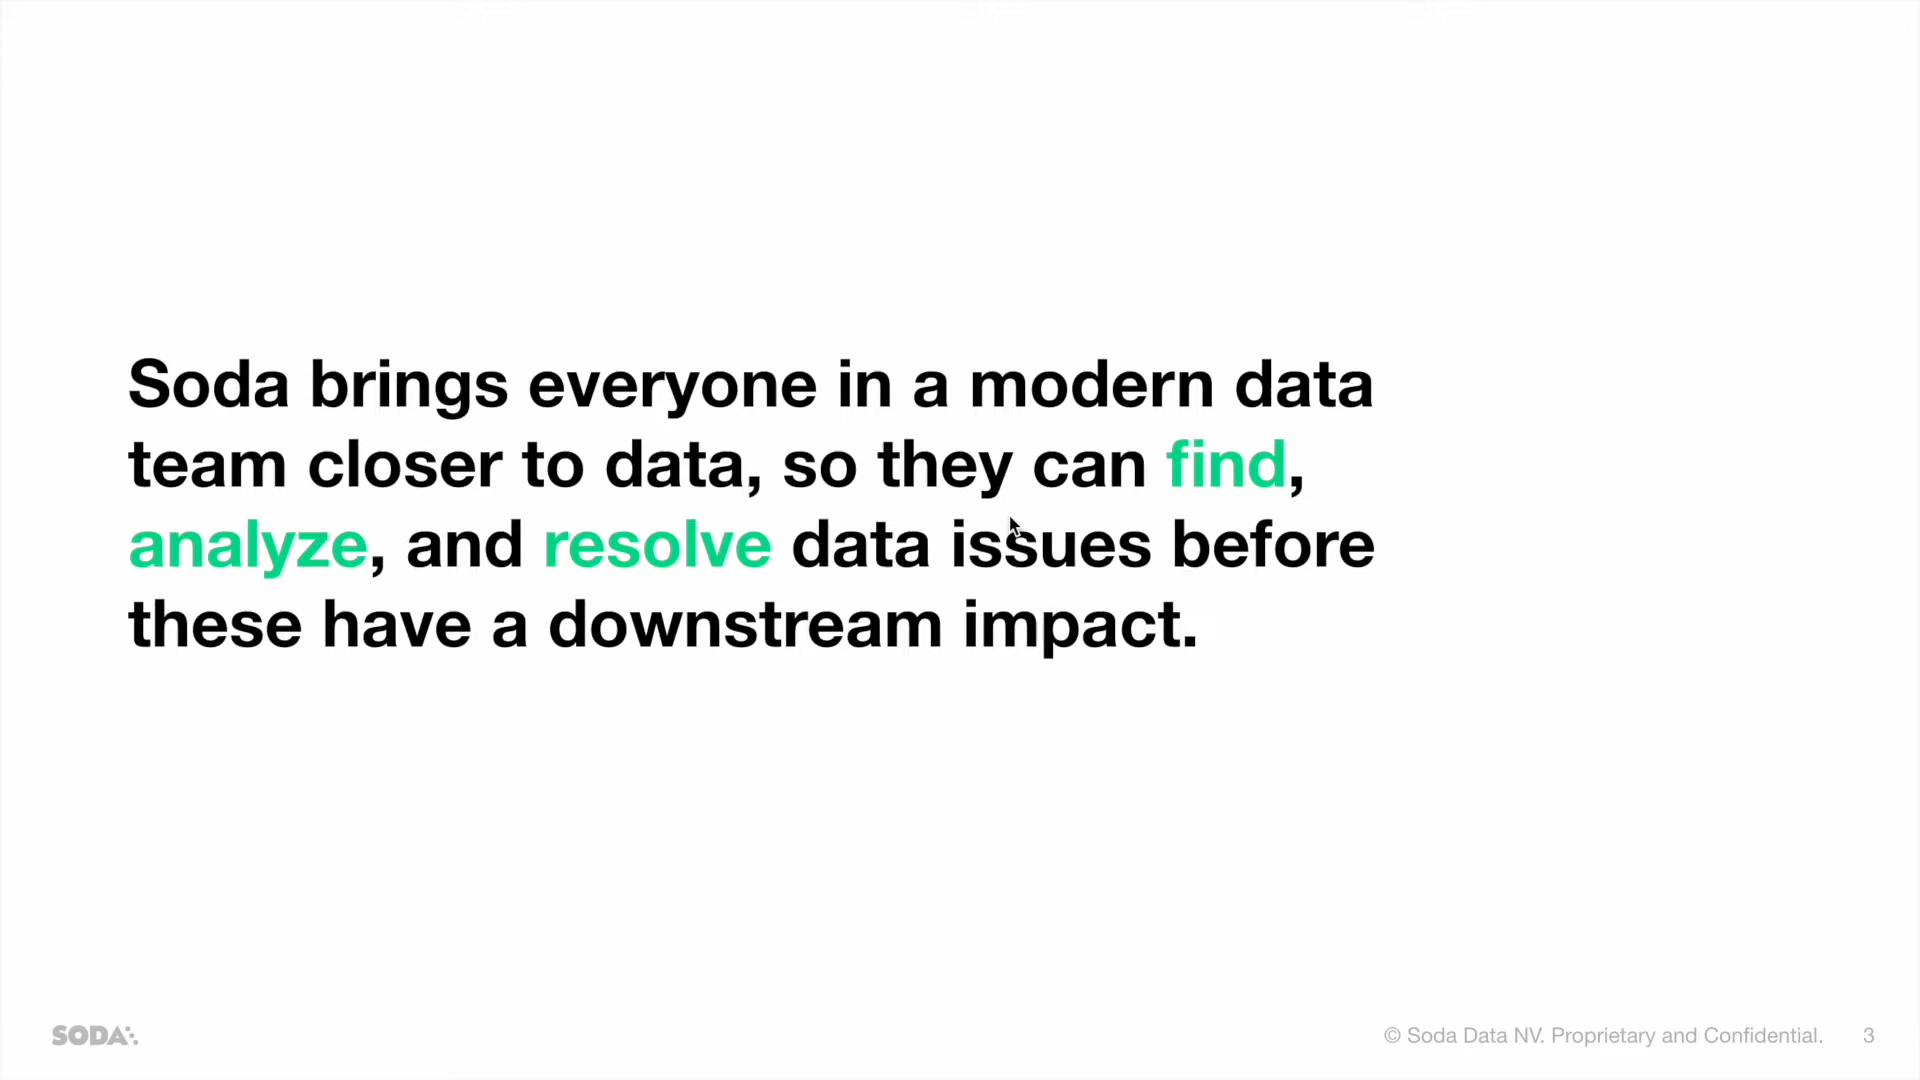 Soda brings everyone in a modern data
team closer to data, so they can find,
analyze, and resolve data issues before
these have a downstream impact.
SODA
© Soda Data NV. Proprietary and Confidential.
3